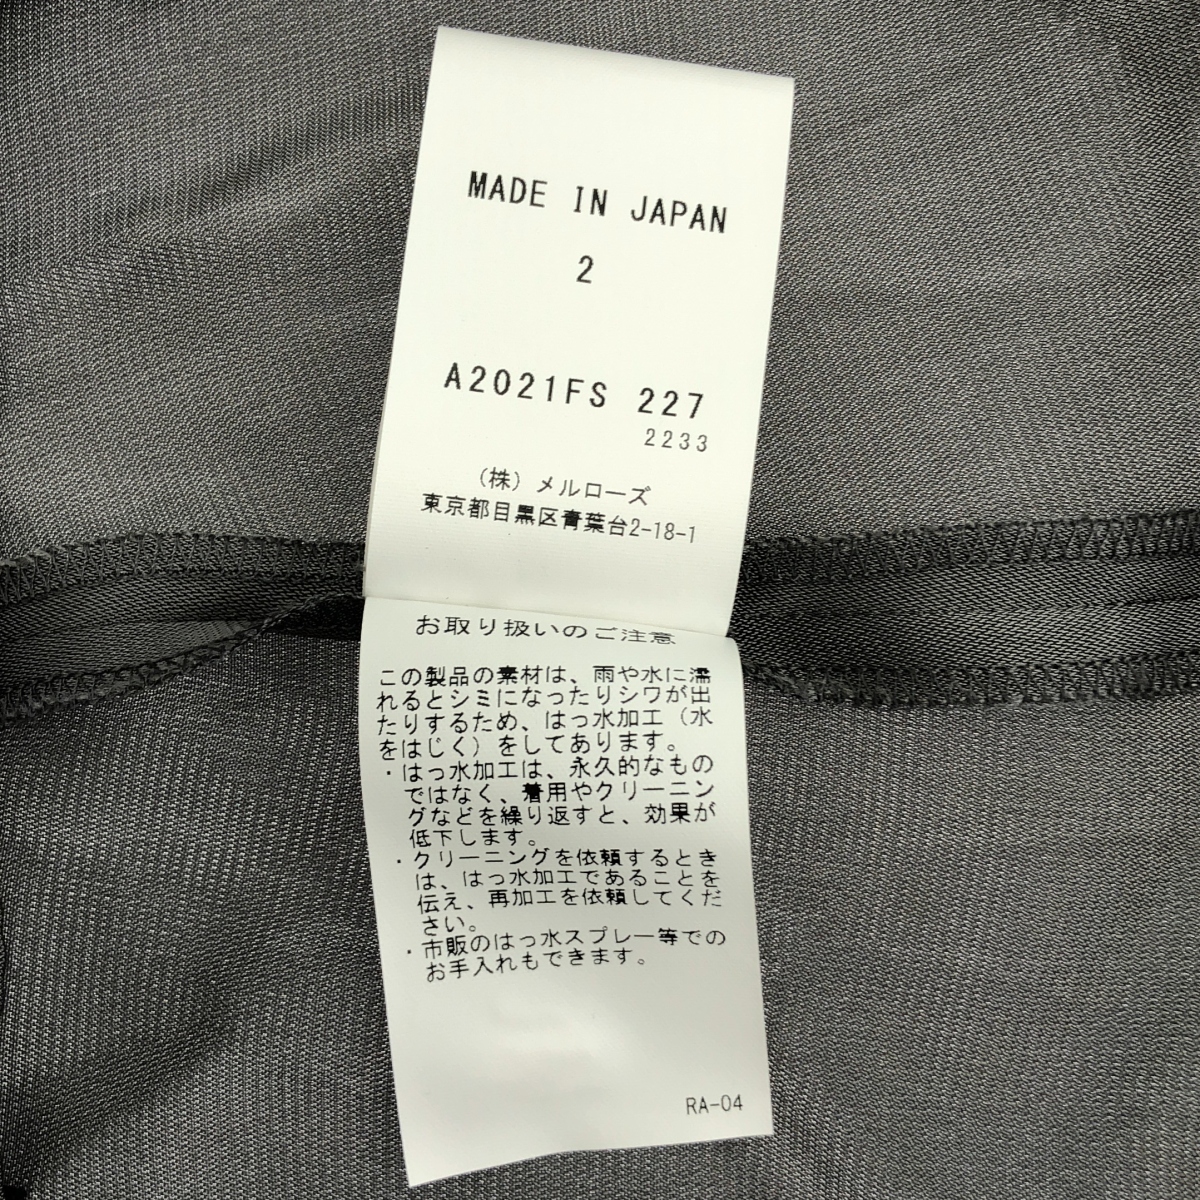 MADE IN JAPAN
2
A2021FS 227
2233
(株)メルローズ
東京都目黒区青葉台2-18-1
お取り扱いのご注意
この製品の素材は、雨や水に濡
れるとシミになったりシワが出
たりするため、はっ水加工(水
をはじく)をしてあります。
・はっ水加工は、永久的なもの
ではなく、着用やクリーニン
グなどを繰り返すと、効果が
低下します。
・クリーニングを依頼するとき
は、はっ水加工であることを
伝え、再加工を依頼してくだ
さい。
・市販のはっ水スプレー等での
お手入れもできます。
RA-04